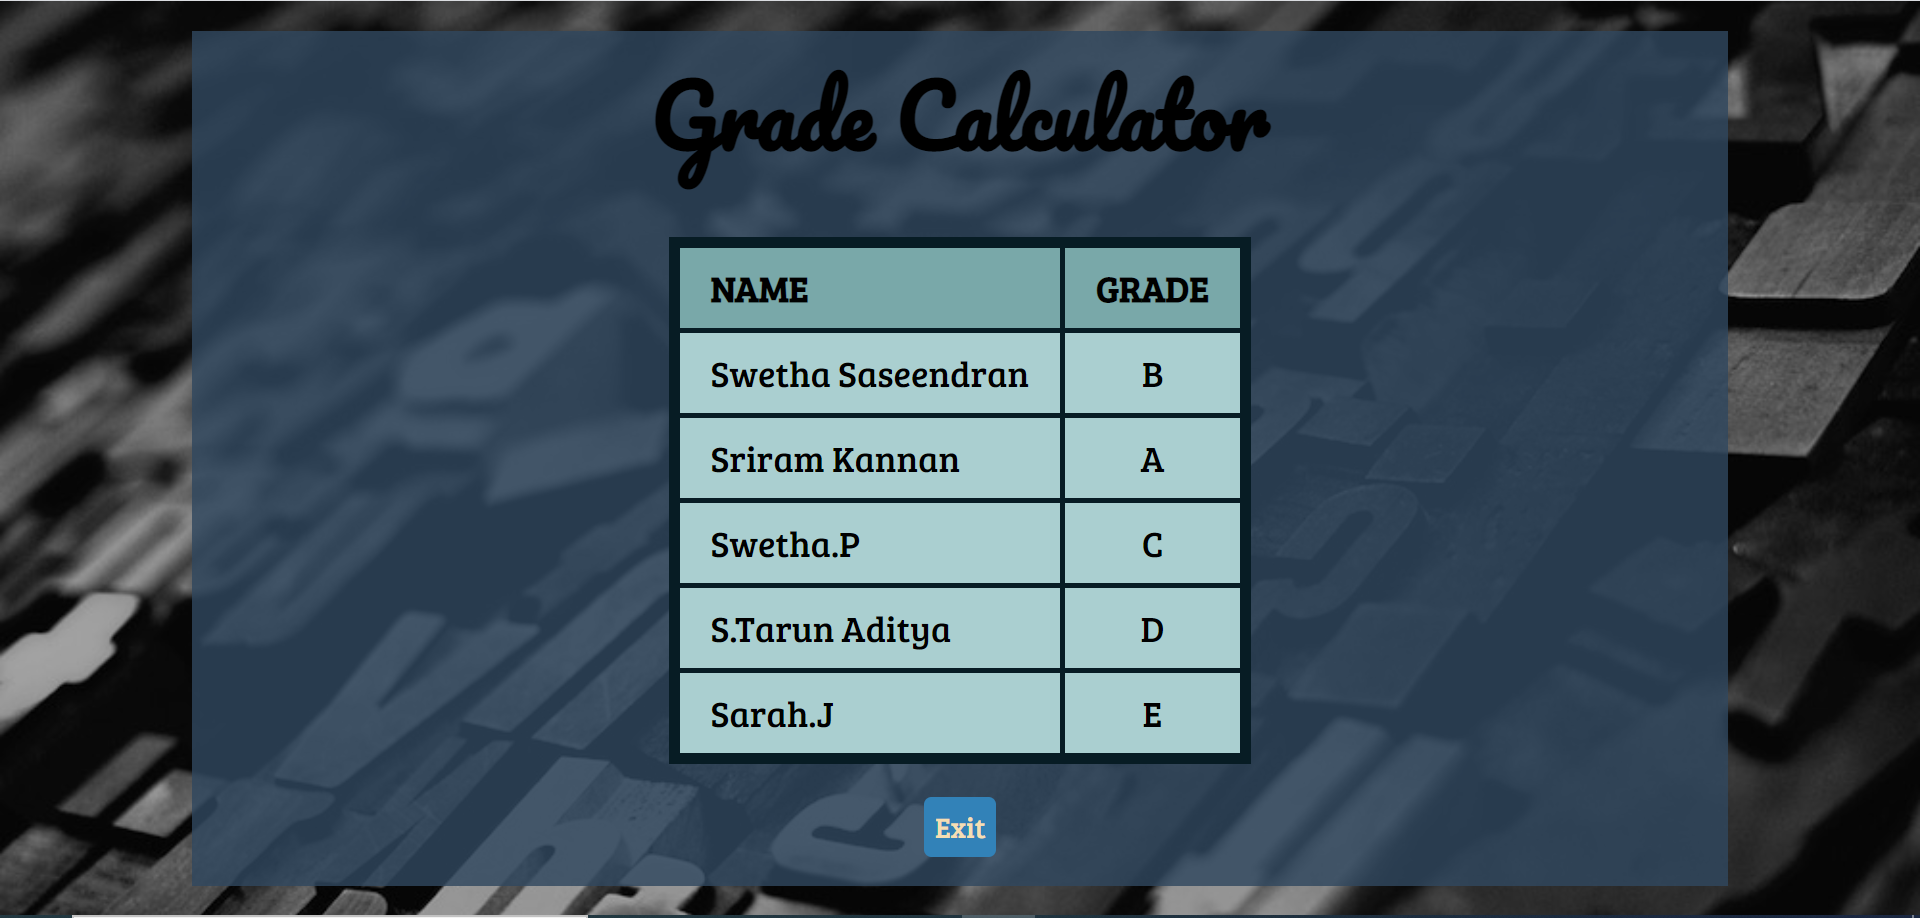 Grade Calculator
NAME GRADE
Swetha Saseendran B
Sriram Kannan A
Swetha.P C
S.Tarun Aditya D
Sarah.J E
Exit